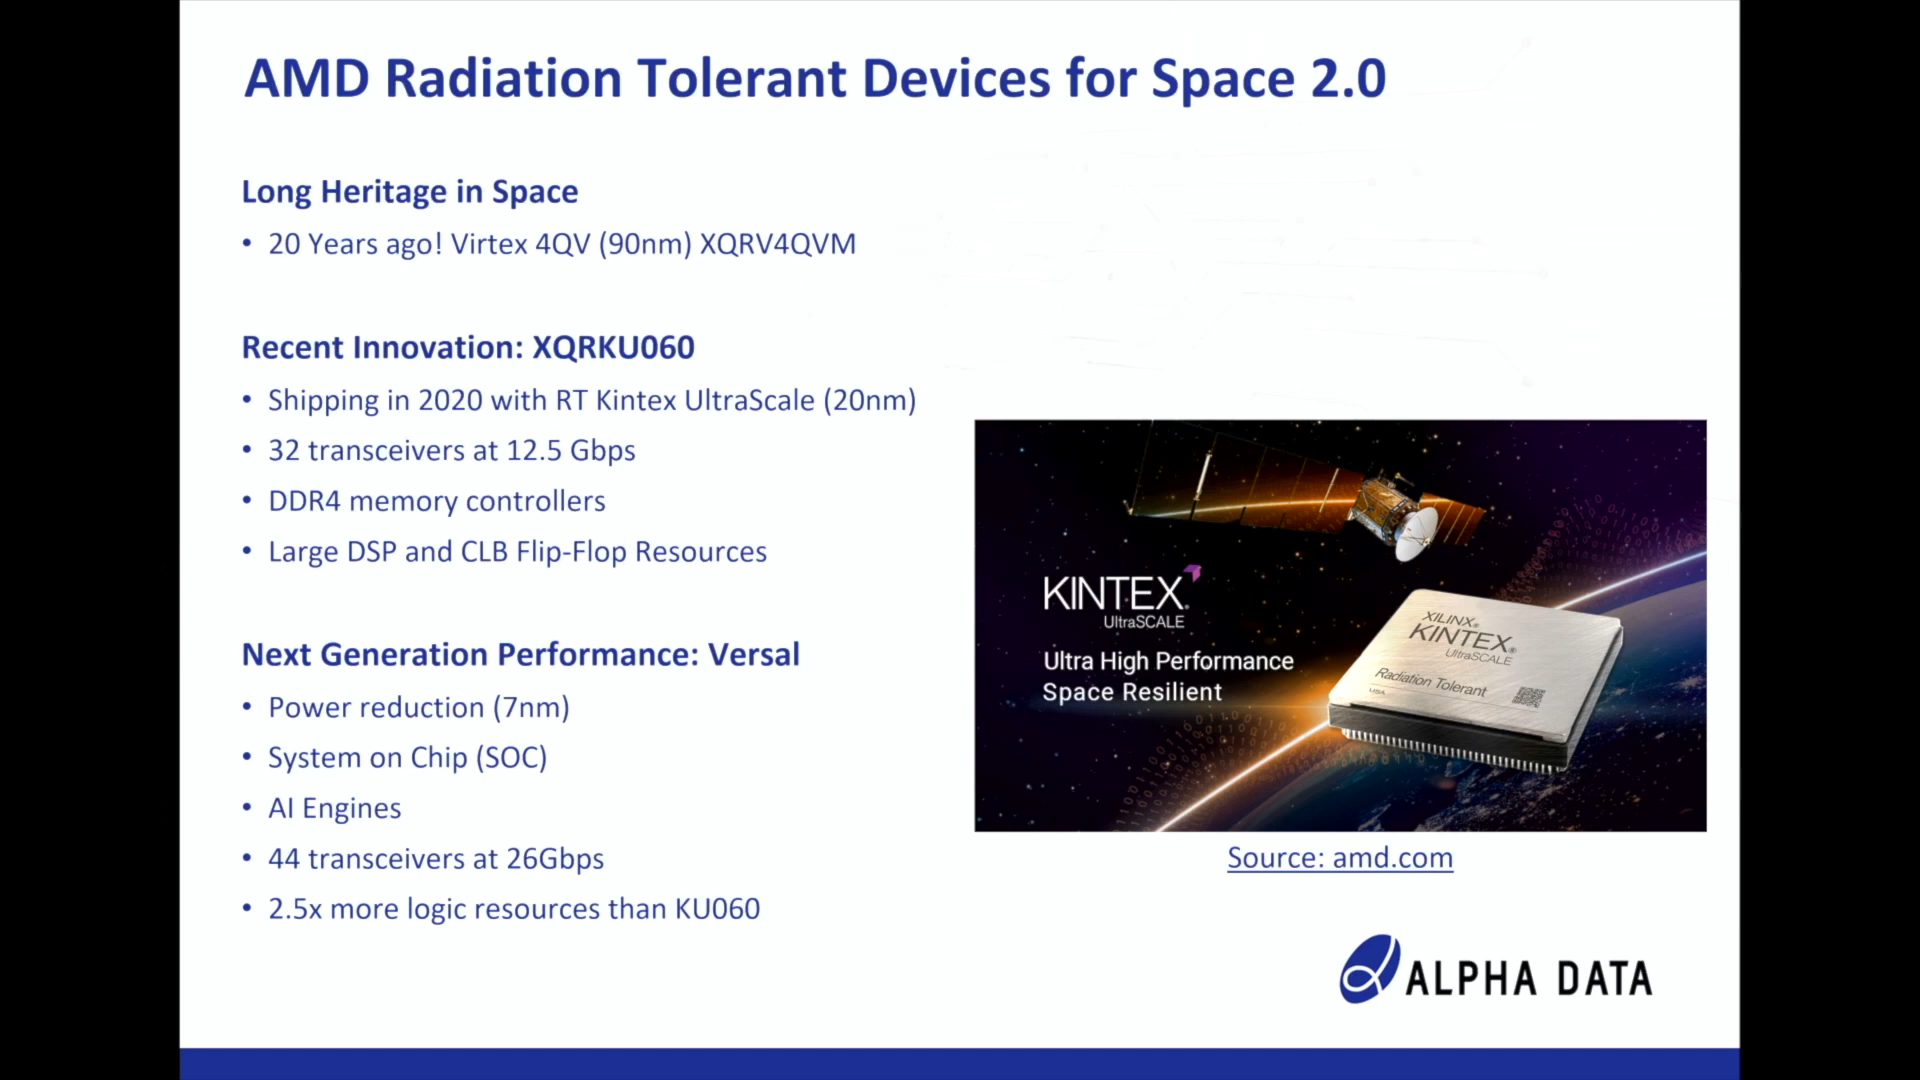 AMD Radiation Tolerant Devices for Space 2.0
Long Heritage in Space
• 20 Years ago! Virtex 4QV (90nm) XQRV4QVM
Recent Innovation: XQRKU060
• Shipping in 2020 with RT Kintex UltraScale (20nm)
• 32 transceivers at 12.5 Gbps
• DDR4 memory controllers
• Large DSP and CLB Flip-Flop Resources
Next Generation Performance: Versal
• Power reduction (7nm)
• System on Chip (SOC)
• AI Engines
• 44 transceivers at 26Gbps
• 2.5x more logic resources than KU060
KINTEX®
UltraSCALE
Ultra High Performance
Space Resilient
XILINX®
KINTEX®
UltraSCALE
Radiation Tolerant
USA
Source: amd.com
ALPHA DATA